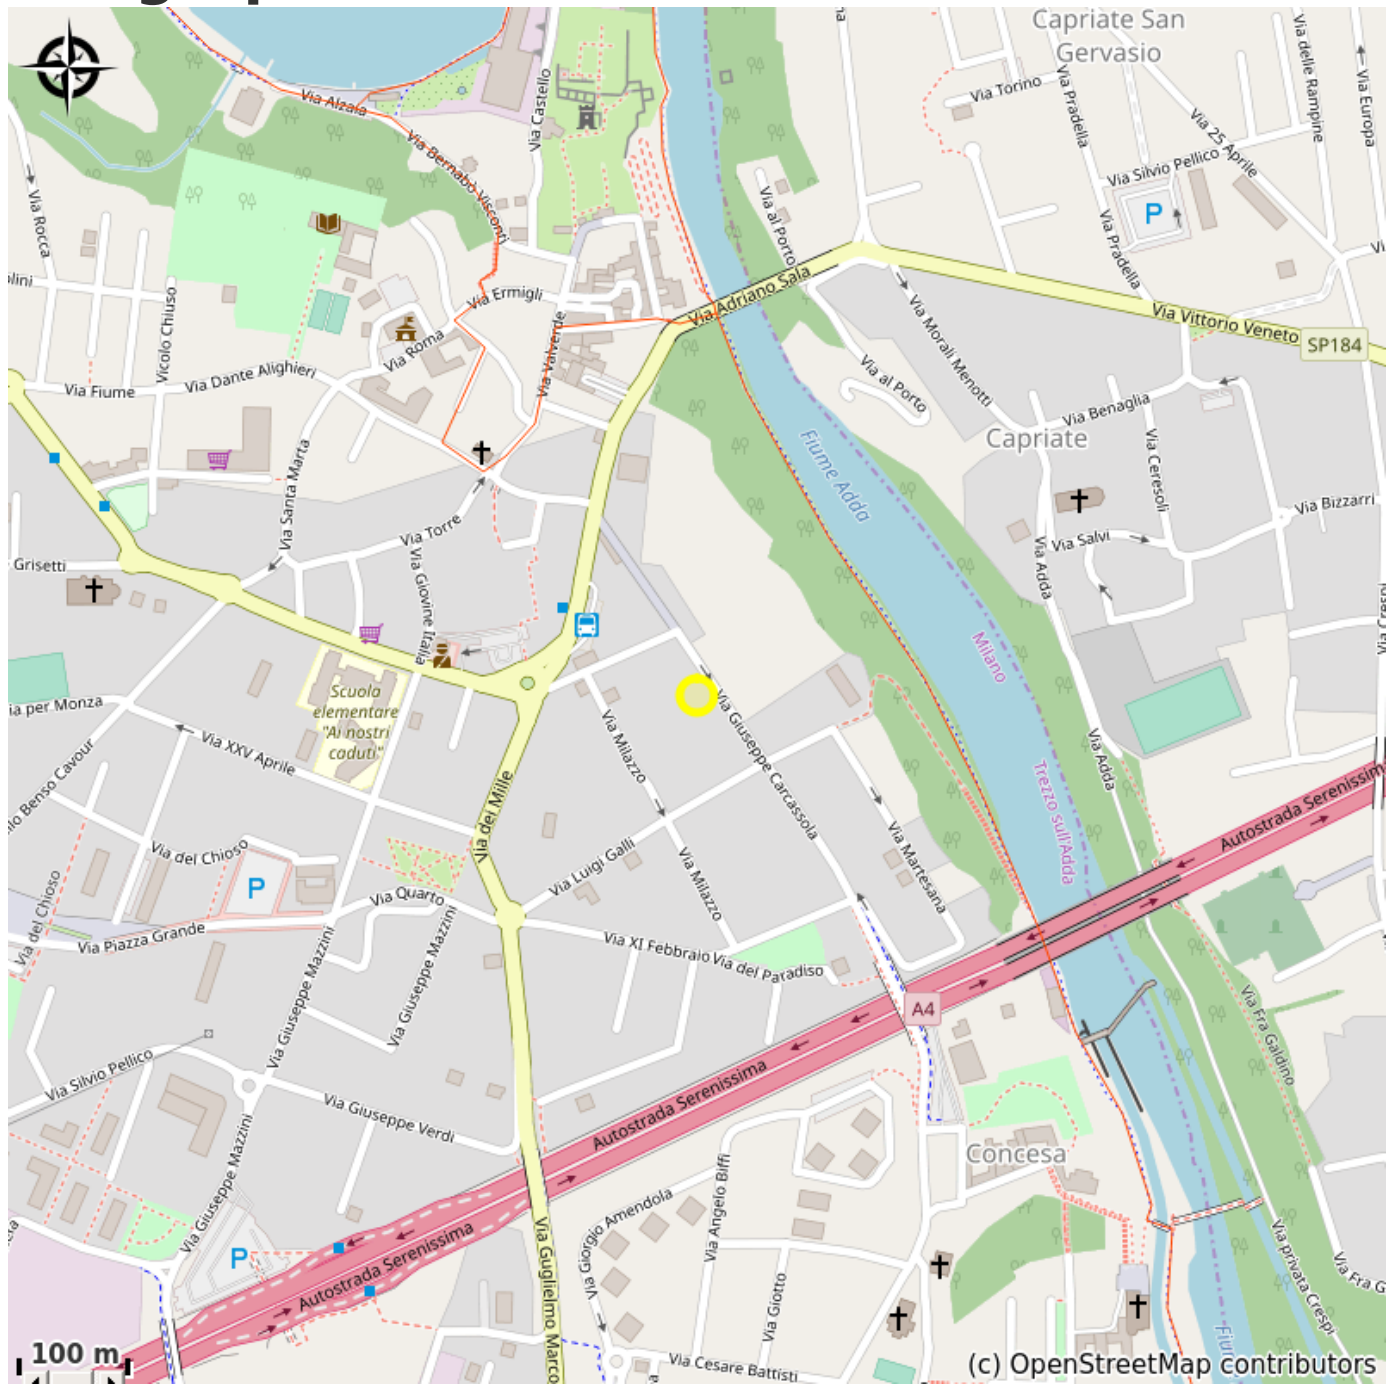 Capriate San
Gervasio
Via delle Rampine
Via Europa
Via Torino
Via Pradella
Via 25 Aprile
Via Silvio Pellico
P
Via Pradella
Via Alzaia
Via Castello
Via Bernabò Visconti
Via Rocca
Via al Porto
Via Adriano Sala
Via Ermigli
Vicolo Chiuso
Via Roma
Via Valverde
Via Morali Menotti
Via Vittorio Veneto
SP184
Via Fiume
Via Dante Alighieri
Via al Porto
Via Benaglia
Capriate
Via Ceresoli
Via Santa Marta
Fiume Adda
Via Bizzarri
Via Torre
Via Salvi
Via Adda
Grisetti
Via Giovine Italia
Milano
Scuola
elementare
"Ai nostri
caduti"
ia per Monza
Via XXV Aprile
Via Milazzo
Via Giuseppe Carcassola
Via Adda
lo Benso Cavour
Via dei Mille
Trezzo sull'Adda
Autostrada Serenissim
Via del Chioso
Via Luigi Galli
Via Martesana
P
Via Milazzo
Via Quarto
Via del Chioso
Via Piazza Grande
Via Giuseppe Mazzini
Via Giuseppe Mazzini
Via XI Febbraio
Via del Paradiso
A4
Via Fra Galdino
Via Silvio Pellico
Via Giuseppe Verdi
Autostrada Serenissima
Concesa
Via Giuseppe Mazzini
Via Giorgio Amendola
Via Angelo Biffi
P
Autostrada Serenissima
Via Guglielmo Marco
Via Giotto
Via privata Crespi
Via Fra G
Fiun
Via Cesare Battisti
100 m
(c) OpenStreetMap contributors